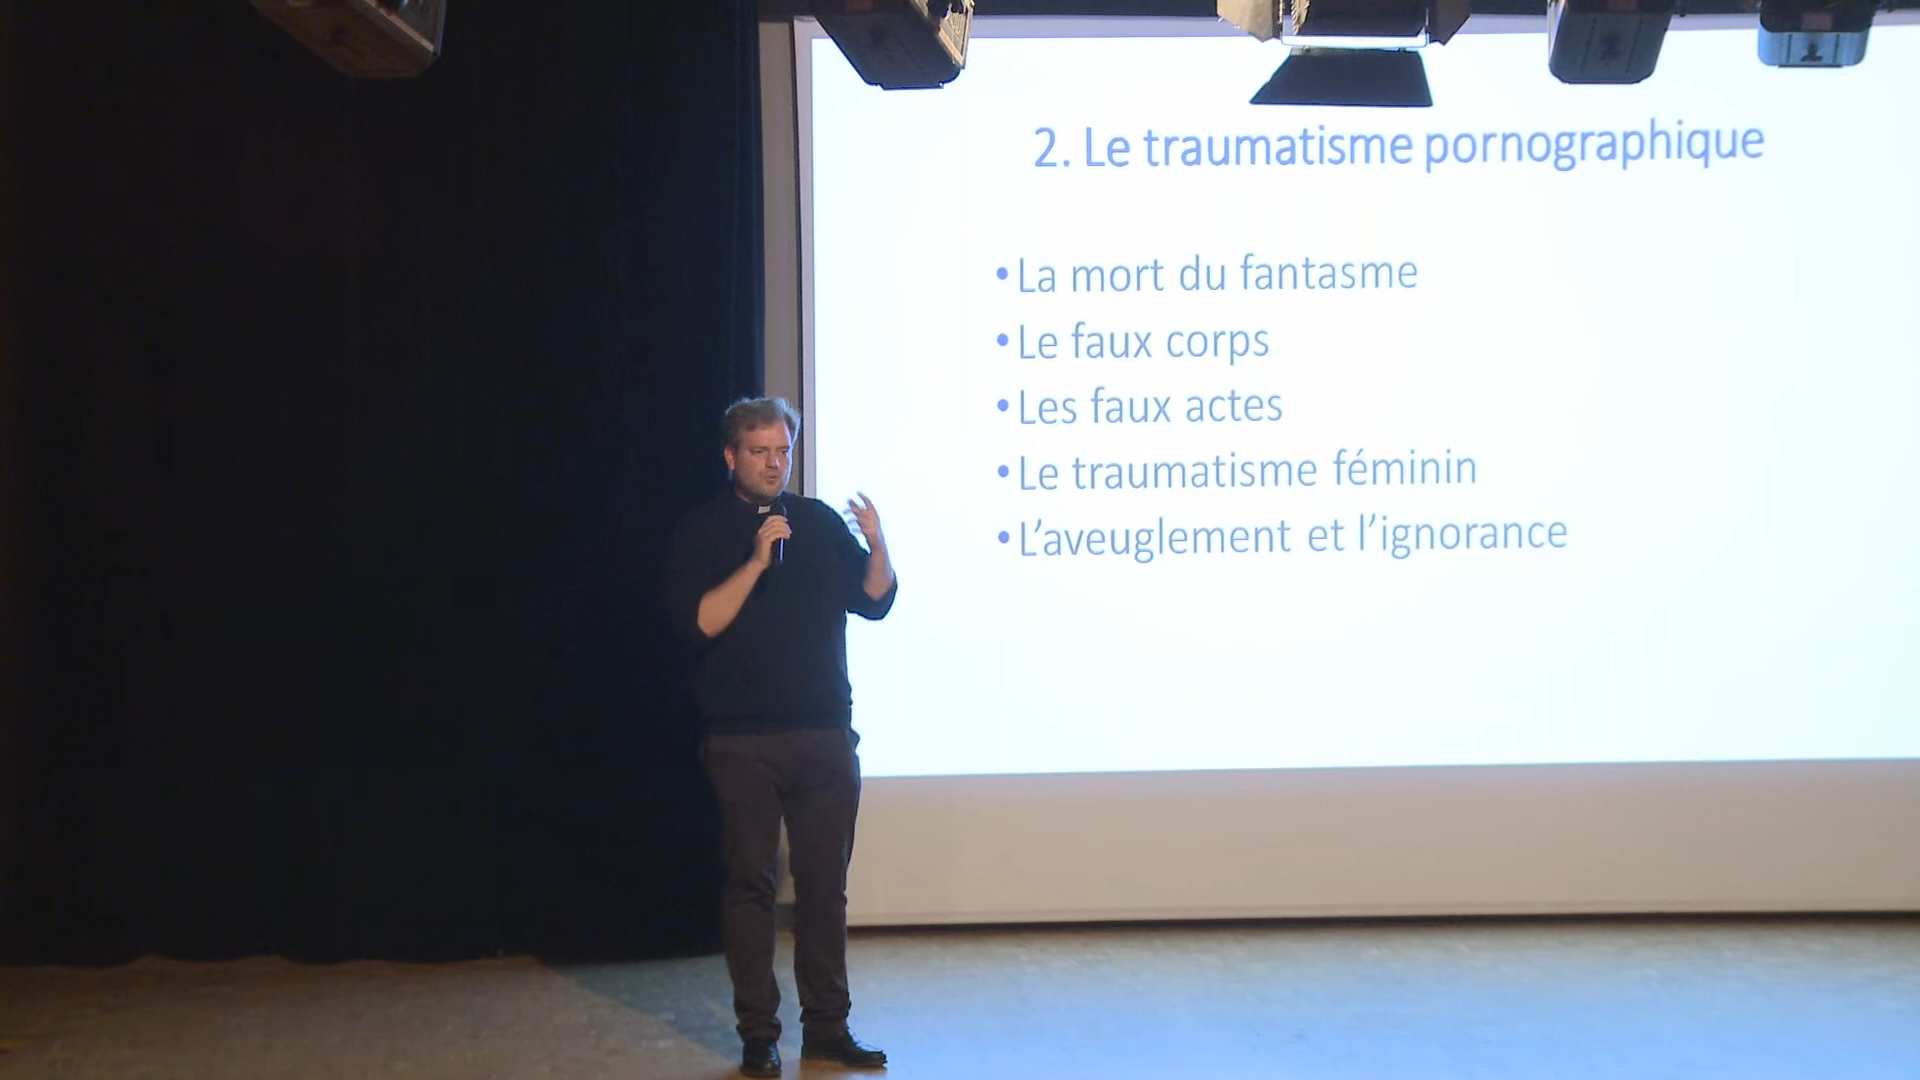 2. Le traumatisme pornographique
• La mort du fantasme
• Le faux corps
• Les faux actes
• Le traumatisme féminin
• L’aveuglement et l’ignorance